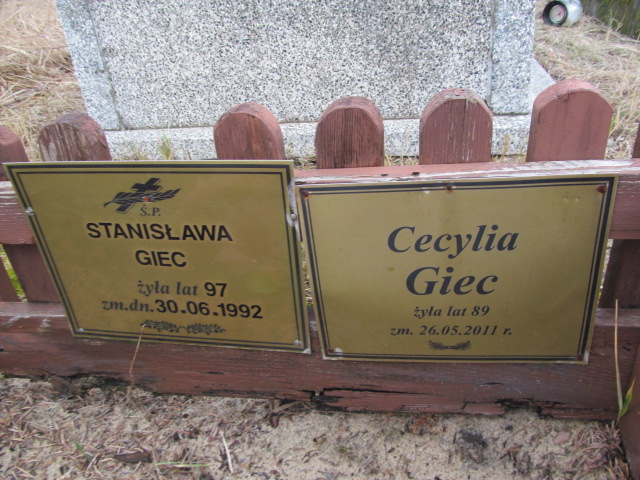 Ś.P.
STANISŁAWA
GIEC
żyła lat 97
zm.dn.30.06.1992
Cecylia
Giec
żyła lat 89
zm. 26.05.2011 r.